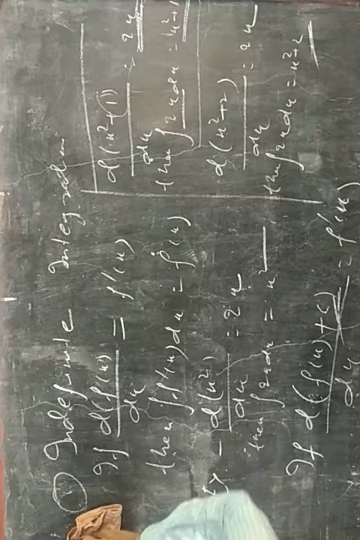 ① Indefinite Integration
If d(f(x))/dx = f'(x)
then ∫f'(x)dx = f(x)
Ex - d(x²)/dx = 2x
then ∫2xdx = x²
If d(f(x)+c)/dx = f'(x)
d(x²+1)/dx = 2x
then ∫2xdx = x²+1
d(x²+2)/dx = 2x
then ∫2xdx = x²+2